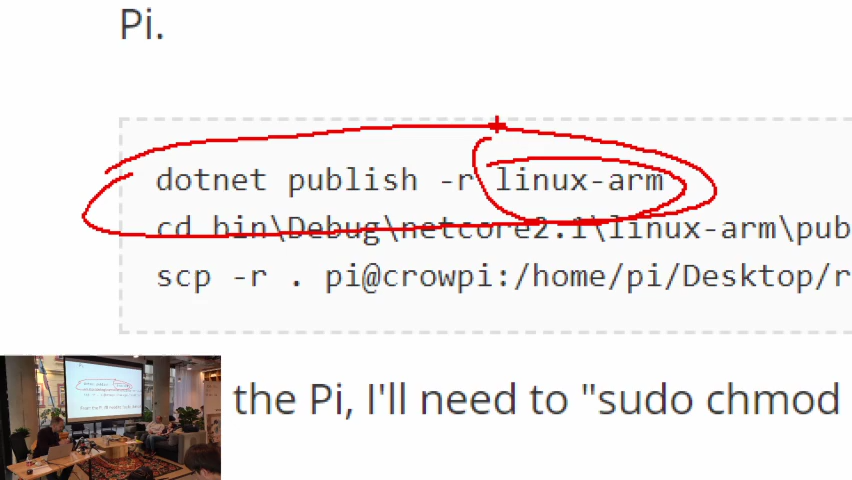 Pi.
dotnet publish -r linux-arm
cd bin\Debug\netcore2.1\linux-arm\pub
scp -r . pi@crowpi:/home/pi/Desktop/r
the Pi, I'll need to "sudo chmod